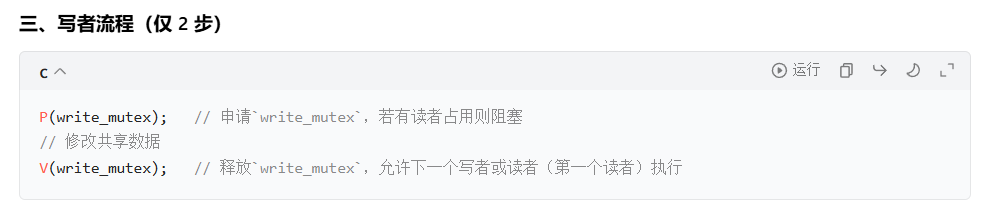 三、写者流程（仅 2 步）
C
运行
P(write_mutex);   // 申请`write_mutex`，若有读者占用则阻塞
// 修改共享数据
V(write_mutex);   // 释放`write_mutex`，允许下一个写者或读者（第一个读者）执行